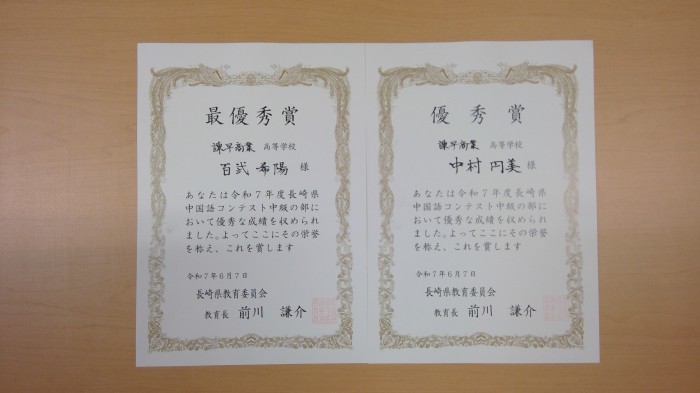 最優秀賞
諫早商業 高等学校
百武 希陽 様
あなたは令和7年度長崎県
中国語コンテスト中級の部に
おいて優秀な成績を収められ
ました。よってここにその栄誉
を称え、これを賞します
令和7年6月7日
長崎県教育委員会
教育長 前川 謙介
優秀賞
諫早商業 高等学校
中村 円美 様
あなたは令和7年度長崎県
中国語コンテスト中級の部に
おいて優秀な成績を収められ
ました。よってここにその栄誉
を称え、これを賞します
令和7年6月7日
長崎県教育委員会
教育長 前川 謙介